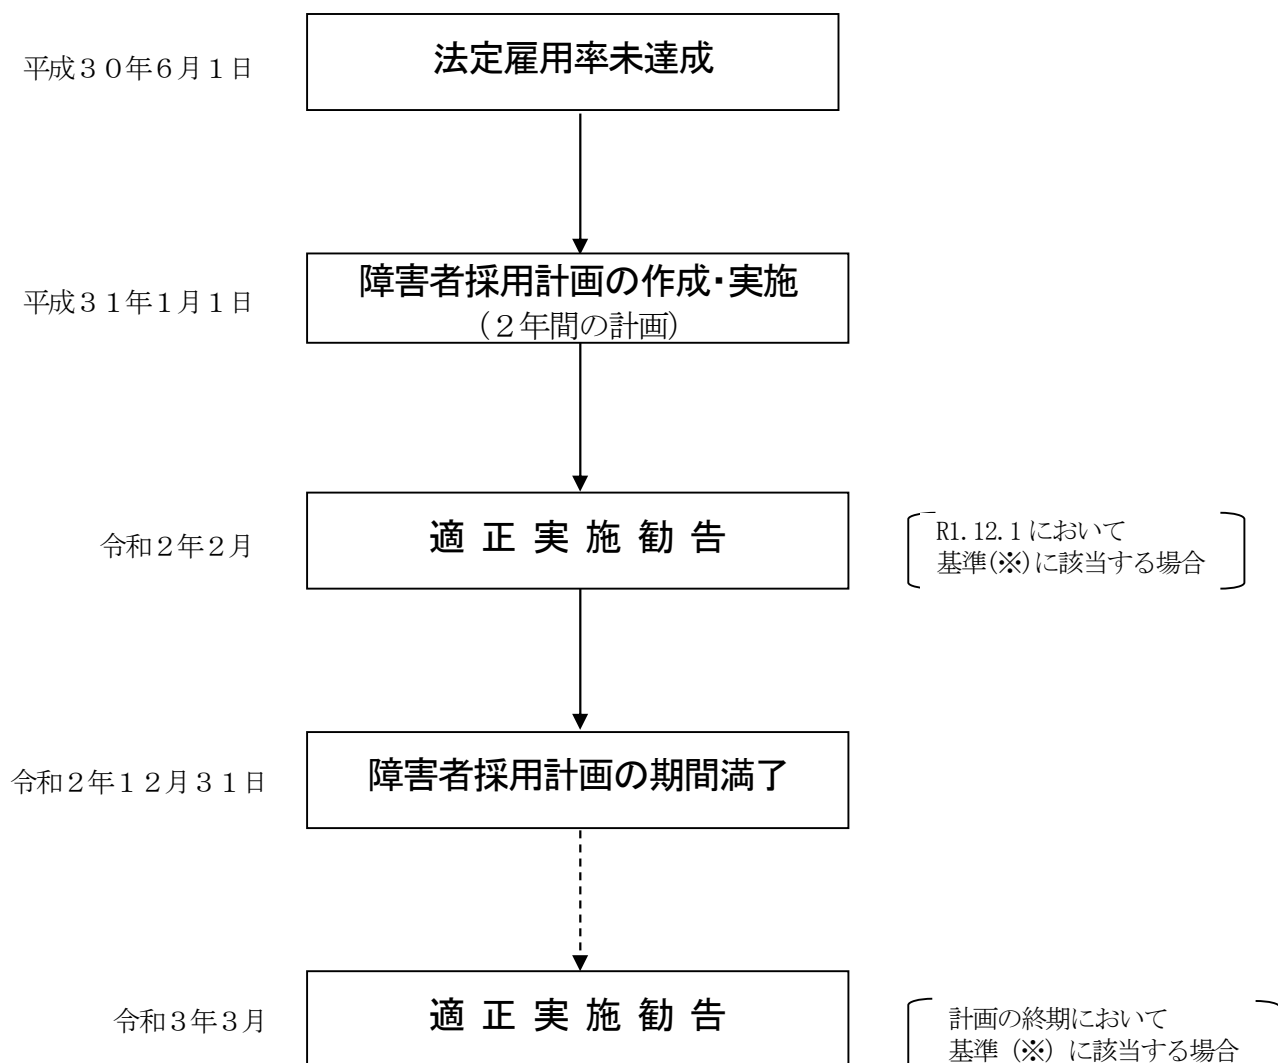 平成３０年６月１日
法定雇用率未達成
平成３１年１月１日
障害者採用計画の作成・実施
（２年間の計画）
令和２年２月
適 正 実 施 勧 告
R1.12.1 において
基準(※)に該当する場合
令和２年１２月３１日
障害者採用計画の期間満了
令和３年３月
適 正 実 施 勧 告
計画の終期において
基準（※）に該当する場合